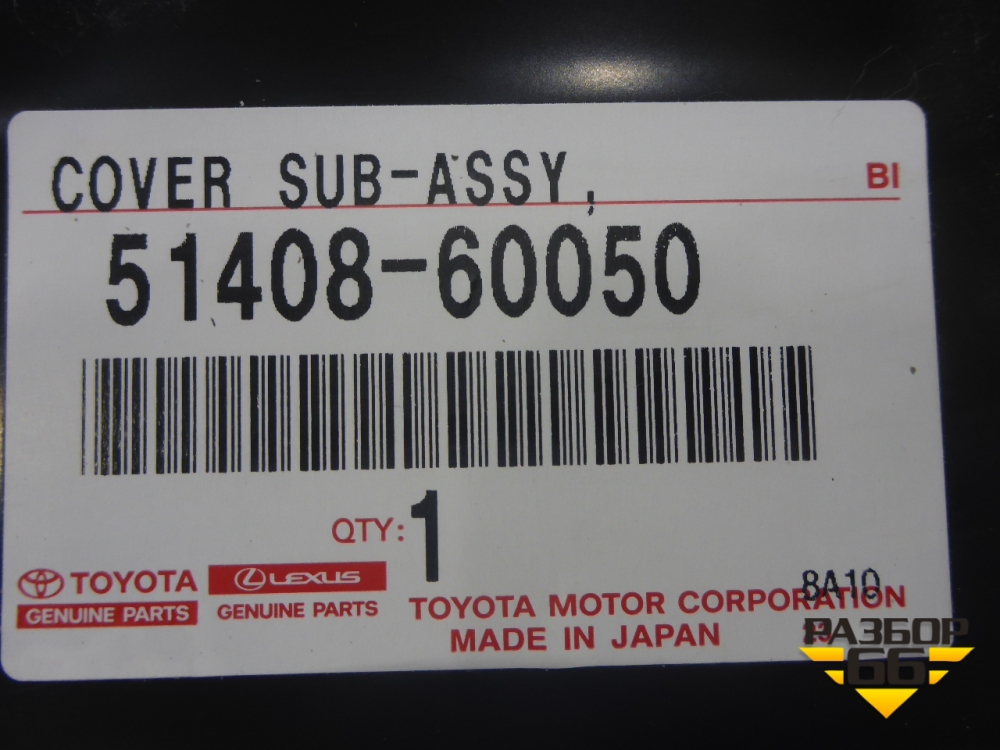 COVER SUB-ASSY,
BI
51408-60050
QTY: 1
TOYOTA
GENUINE PARTS
LEXUS
GENUINE PARTS
8A10
TOYOTA MOTOR CORPORATION
MADE IN JAPAN
РАЗБОР
66